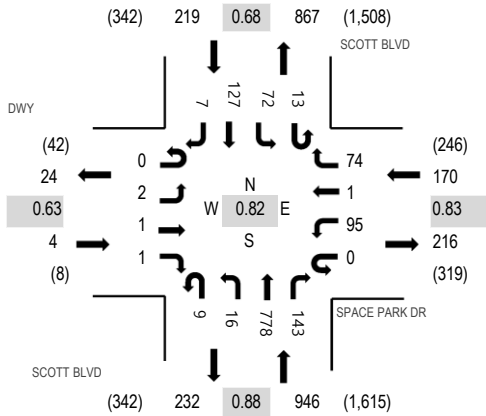 (342) 219 0.68 867 (1,508)
SCOTT BLVD
7 127 72 13
DWY
(42)
24
0.63
4
(8)
0
2
1
1
N
W 0.82 E
S
74
1
95
0
(246)
170
0.83
216
(319)
9 16 778 143
SPACE PARK DR
SCOTT BLVD
(342) 232 0.88 946 (1,615)